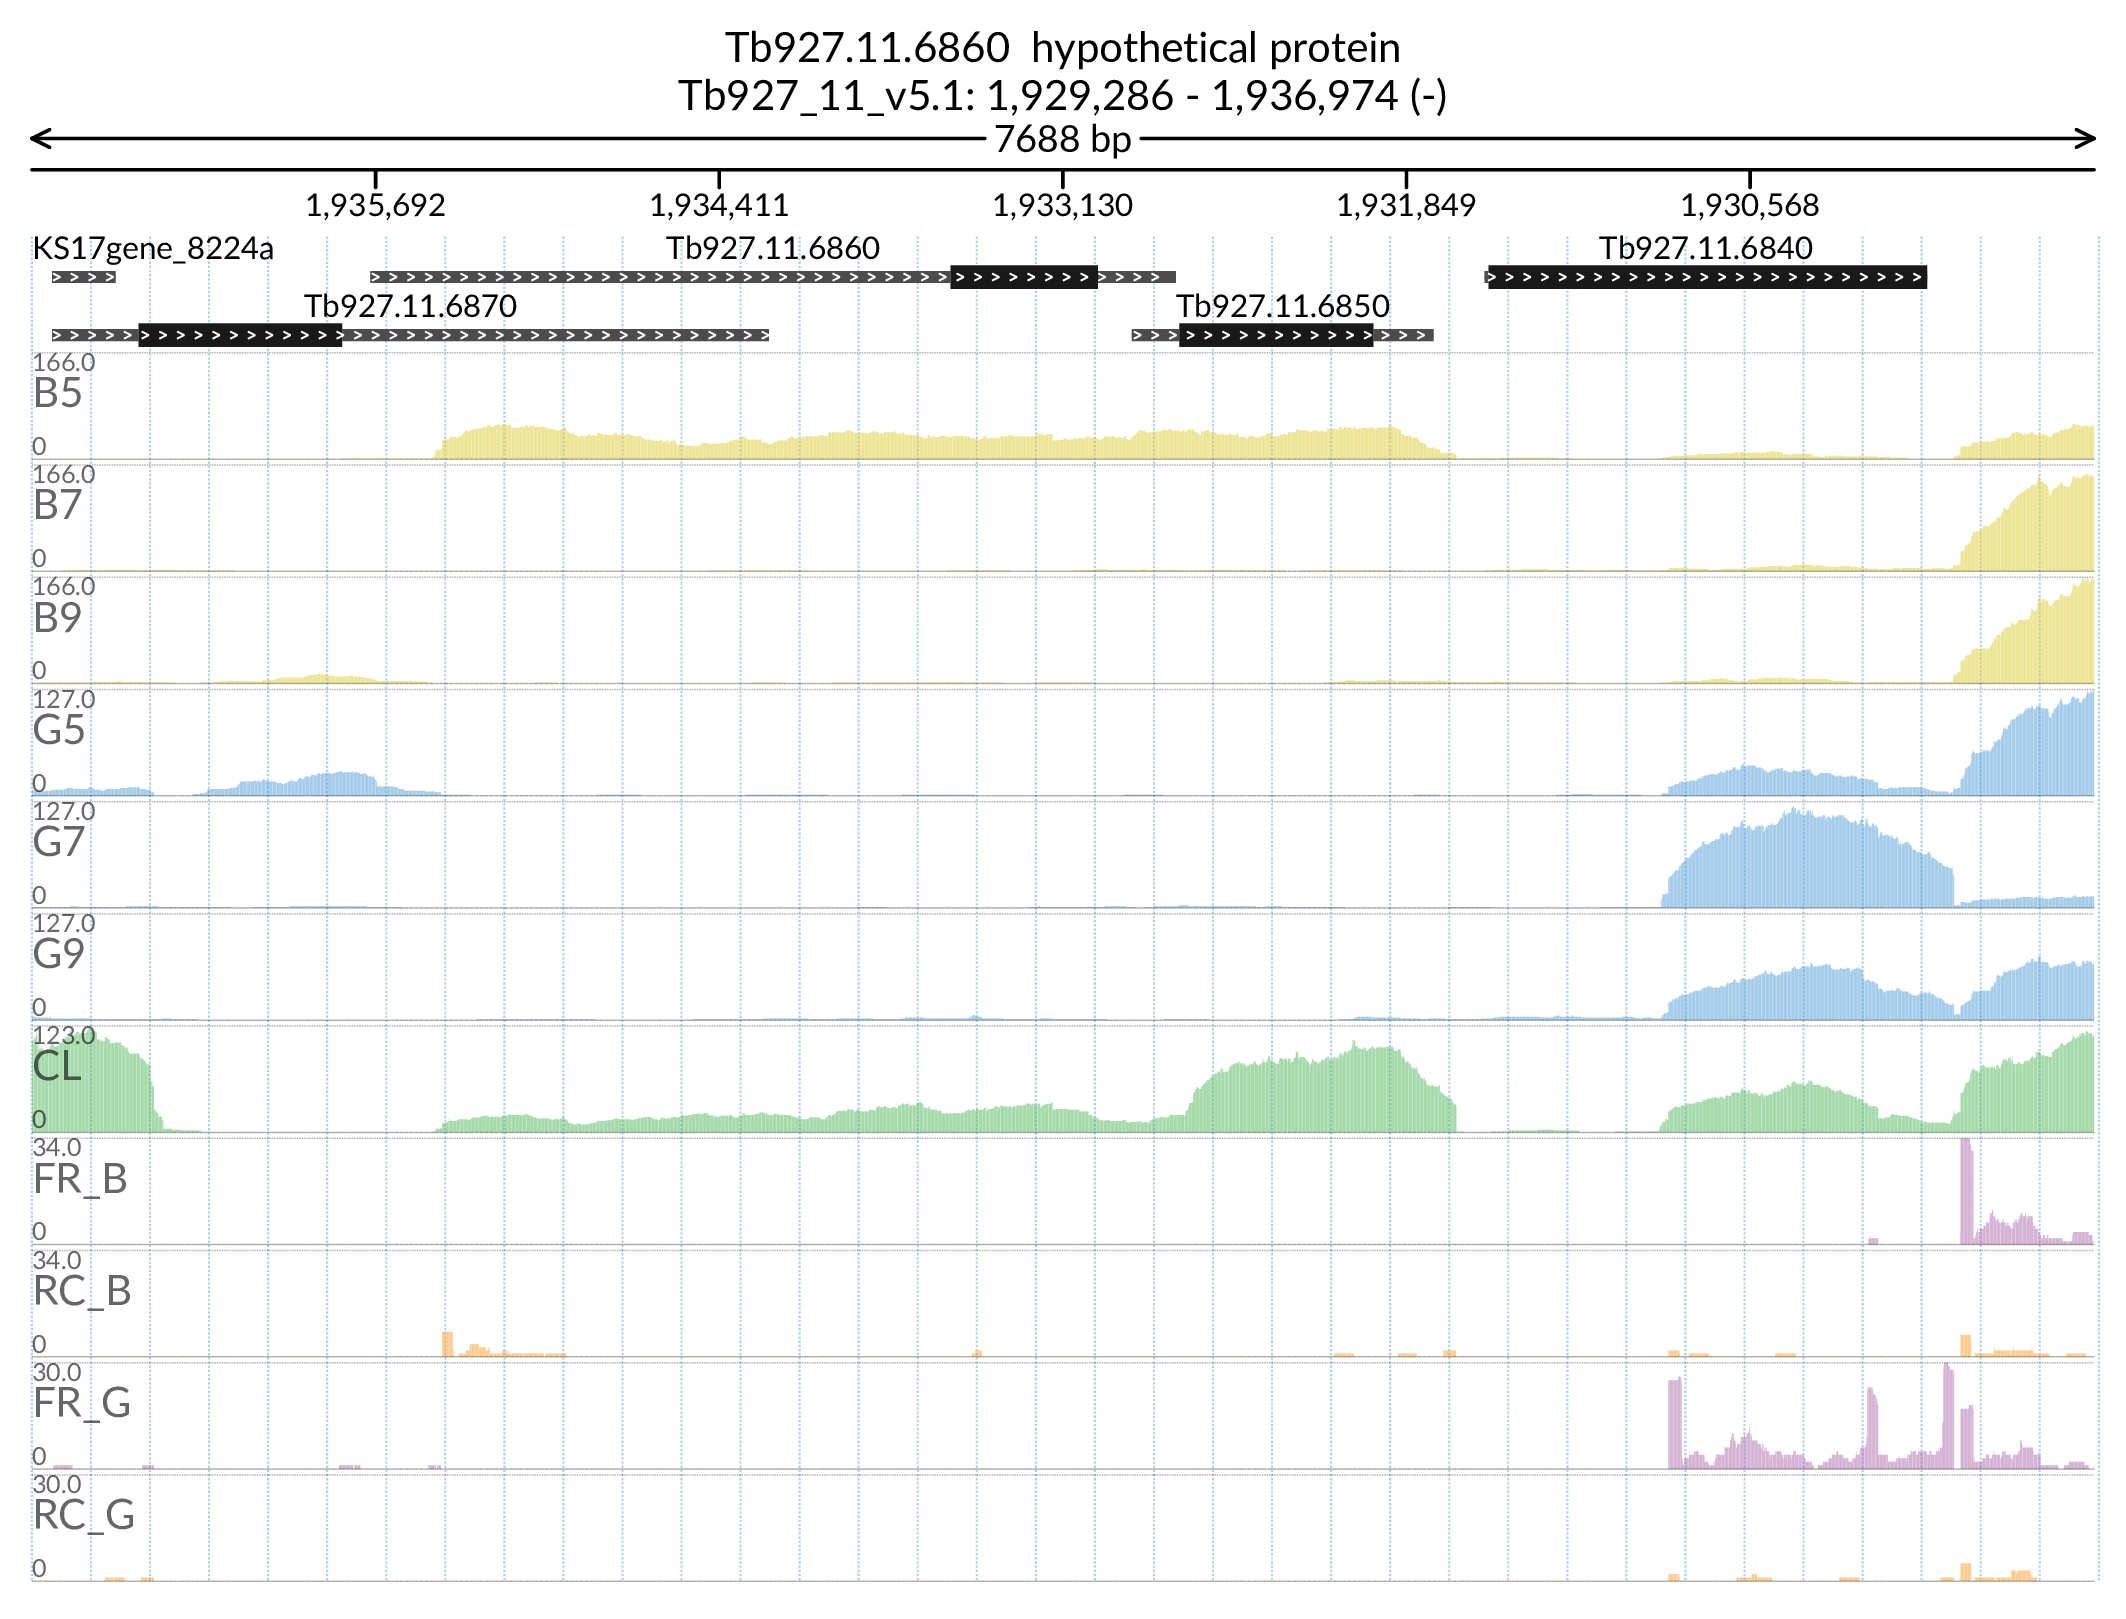 Tb927.11.6860 hypothetical protein
Tb927_11_v5.1: 1,929,286 - 1,936,974 (-)
7688 bp
1,935,692 1,934,411 1,933,130 1,931,849 1,930,568
KS17gene_8224a Tb927.11.6860 Tb927.11.6840
Tb927.11.6870 Tb927.11.6850
166.0
B5
0
166.0
B7
0
166.0
B9
0
127.0
G5
0
127.0
G7
0
127.0
G9
0
123.0
CL
0
34.0
FR_B
0
34.0
RC_B
0
30.0
FR_G
0
30.0
RC_G
0